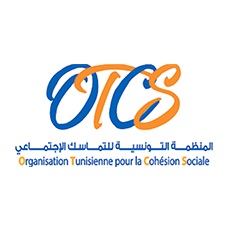 OTCS
المنظمة التونسية للتماسك الإجتماعي
Organisation Tunisienne pour la Cohésion Sociale